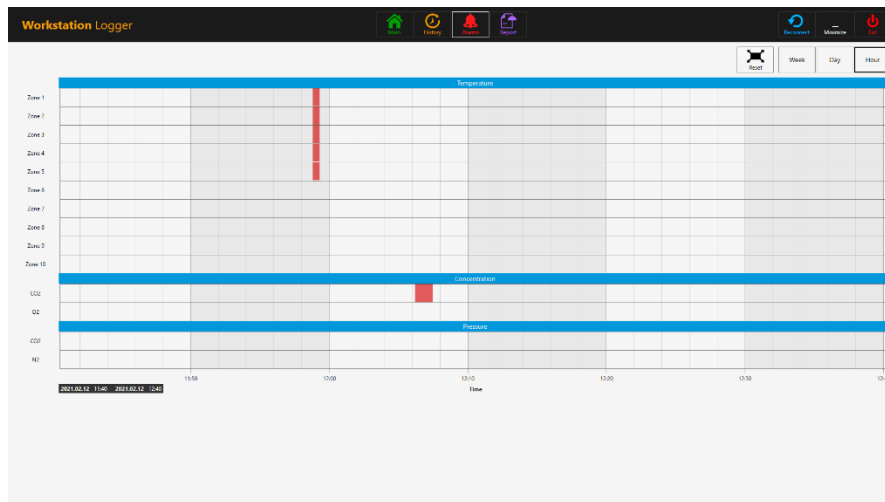 Workstation Logger
Main History Alarms Report Reconnect Minimize Exit
Reset Week Day Hour
Temperature
Zone 1
Zone 2
Zone 3
Zone 4
Zone 5
Zone 6
Zone 7
Zone 8
Zone 9
Zone 10
Concentration
CO2
O2
Pressure
CO2
N2
11:50 12:00 12:10 12:20 12:30
2021.02.12 11:40 2021.02.12 12:40
Time